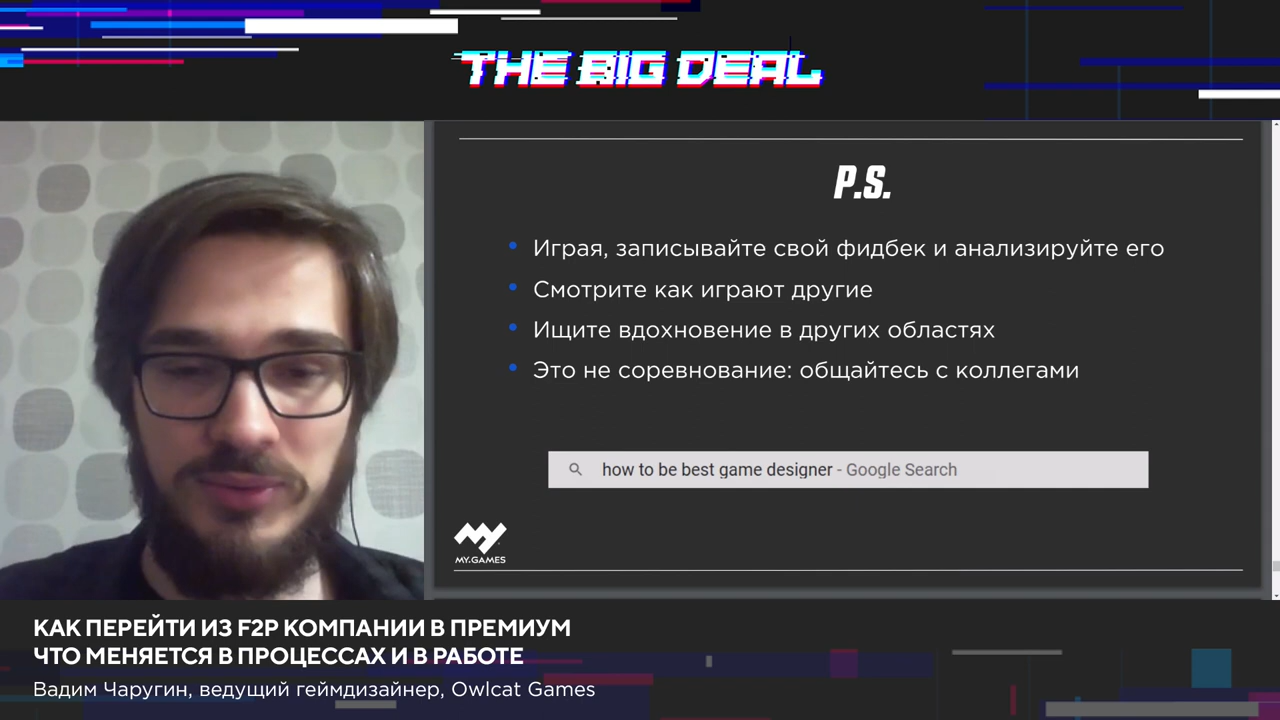 THE BIG DEAL
P.S.
Играя, записывайте свой фидбек и анализируйте его
Смотрите как играют другие
Ищите вдохновение в других областях
Это не соревнование: общайтесь с коллегами
how to be best game designer - Google Search
MY.GAMES
КАК ПЕРЕЙТИ ИЗ F2P КОМПАНИИ В ПРЕМИУМ
ЧТО МЕНЯЕТСЯ В ПРОЦЕССАХ И В РАБОТЕ
Вадим Чаругин, ведущий геймдизайнер, Owlcat Games